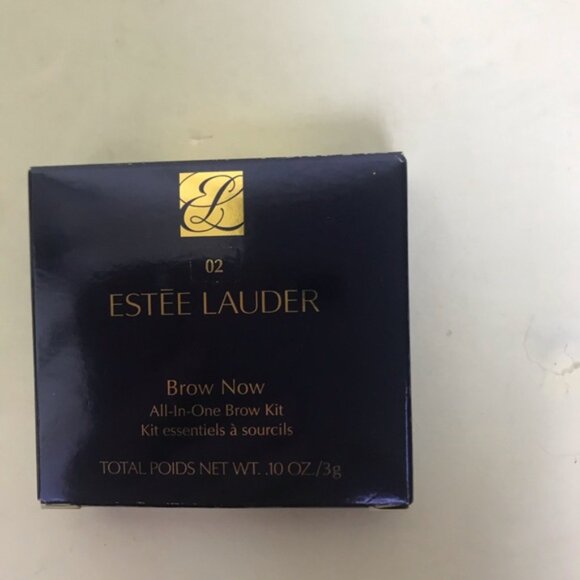 EL
02
ESTĒE LAUDER
Brow Now
All-In-One Brow Kit
Kit essentiels à sourcils
TOTAL POIDS NET WT. .10 OZ./3g